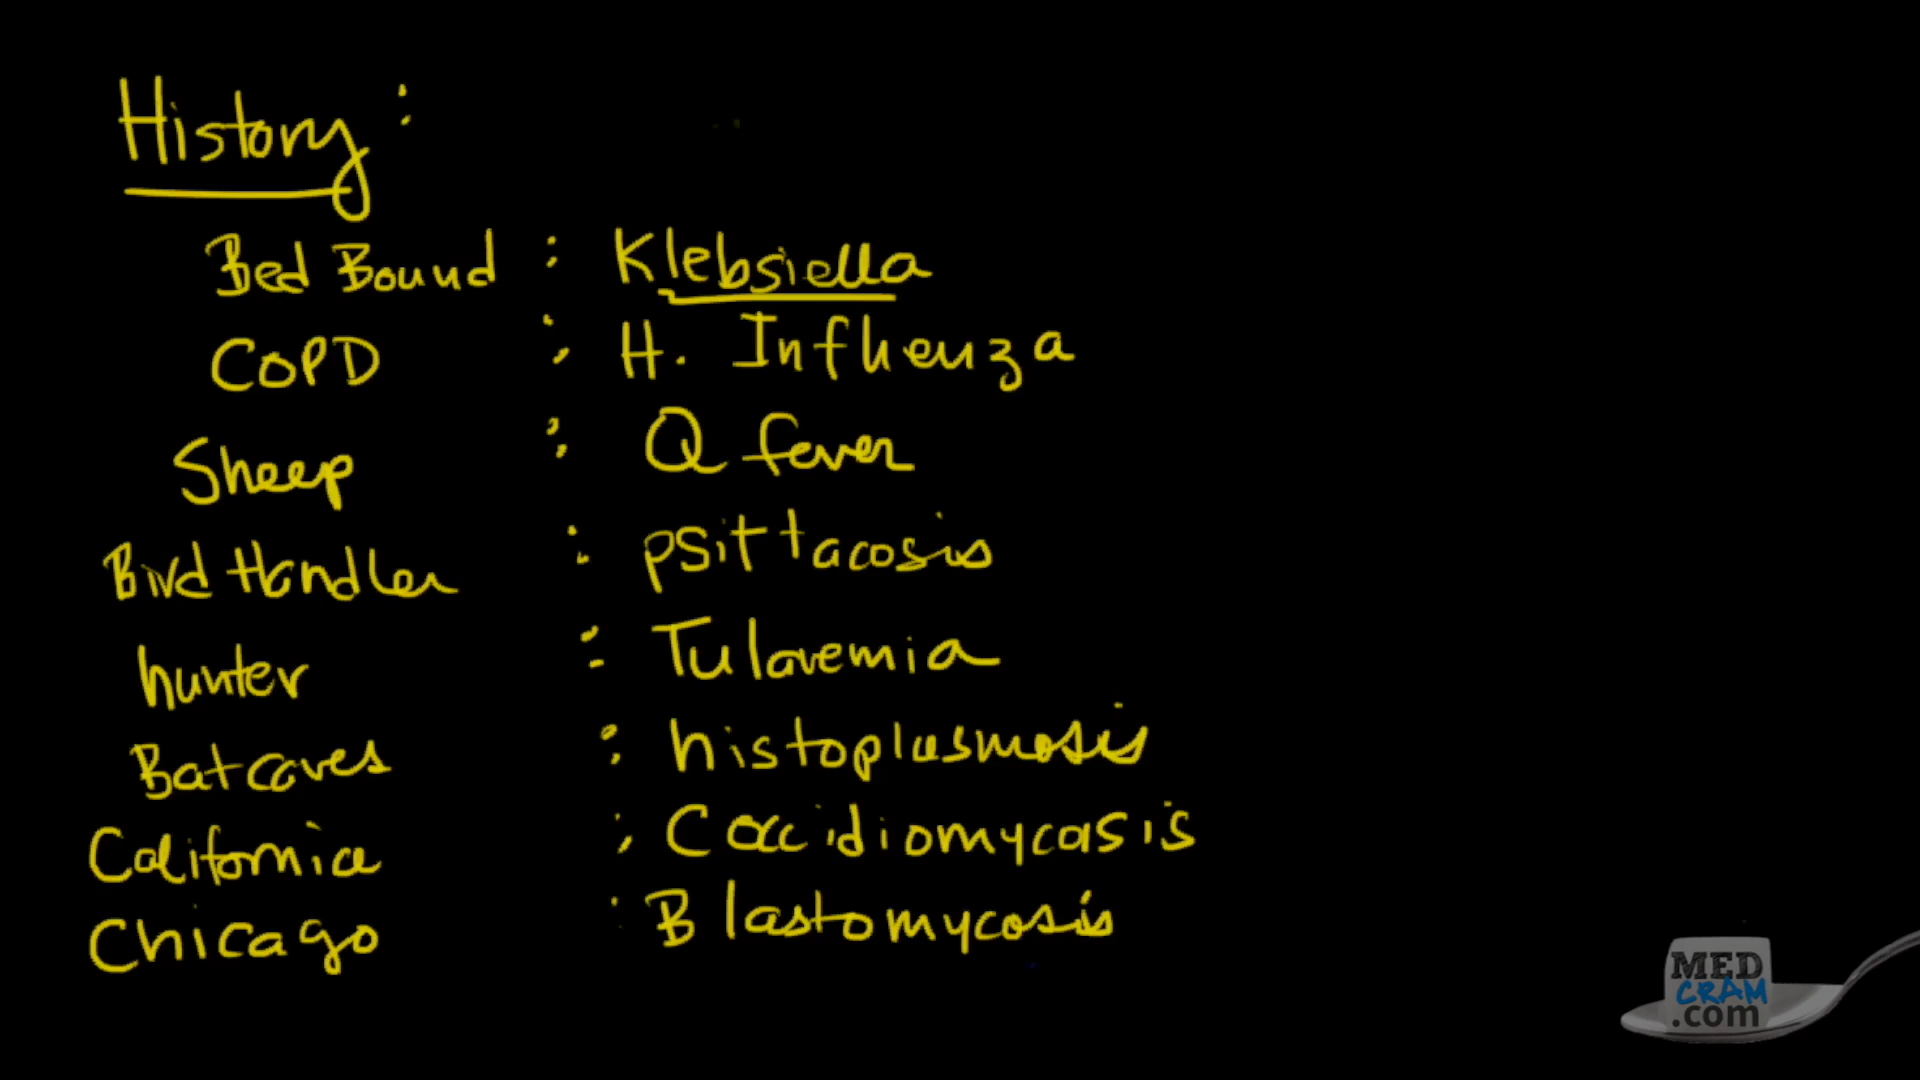 History:
Bed Bound : Klebsiella
COPD : H. Influenza
Sheep : Q fever
Bird Handler : psittacosis
hunter : Tularemia
Bat caves : histoplasmosis
California : Coccidiomycosis
Chicago : Blastomycosis
MED
CRAM
.com